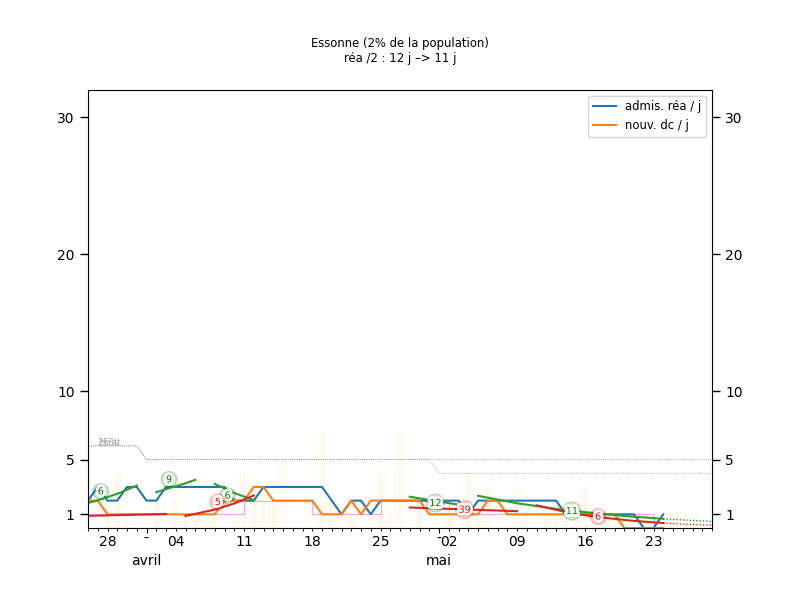 Essonne (2% de la population)
réa /2 : 12 j –> 11 j
admis. réa / j
nouv. dc / j
30 30
20 20
10 10
5 5
1 1
6 9 5 6 12 39 11 6
28 04 11 18 25 02 09 16 23
avril mai